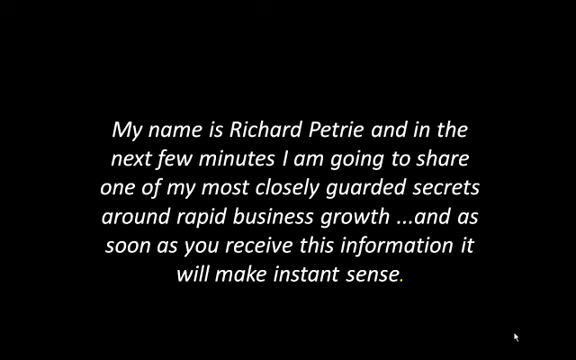 My name is Richard Petrie and in the
next few minutes I am going to share
one of my most closely guarded secrets
around rapid business growth ...and as
soon as you receive this information it
will make instant sense.